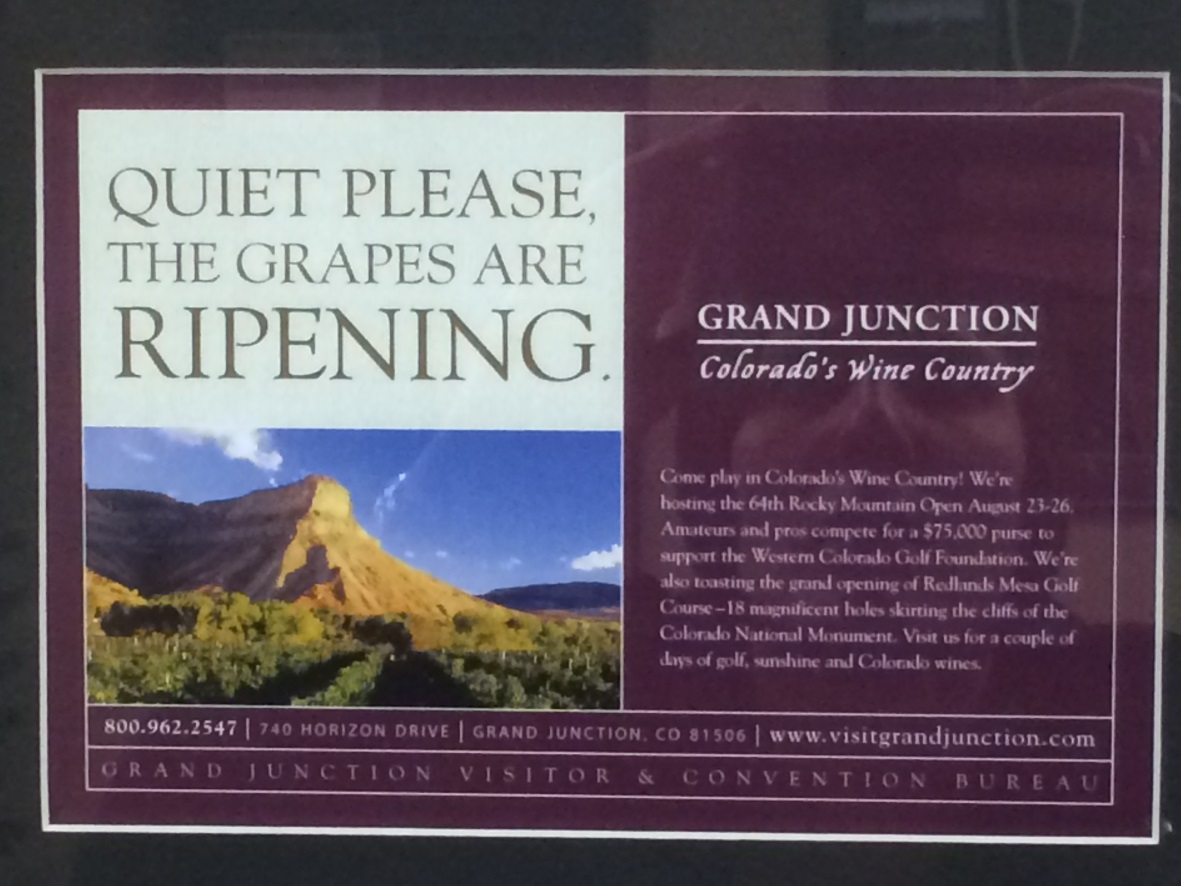 QUIET PLEASE,
THE GRAPES ARE
RIPENING.
GRAND JUNCTION
Colorado's Wine Country
Come play in Colorado's Wine Country! We're
hosting the 64th Rocky Mountain Open August 23-26.
Amateurs and pros compete for a $75,000 purse to
support the Western Colorado Golf Foundation. We're
also toasting the grand opening of Redlands Mesa Golf
Course–18 magnificent holes skirting the cliffs of the
Colorado National Monument. Visit us for a couple of
days of golf, sunshine and Colorado wines.
800.962.2547 | 740 HORIZON DRIVE | GRAND JUNCTION, CO 81506 | www.visitgrandjunction.com
GRAND JUNCTION VISITOR & CONVENTION BUREAU